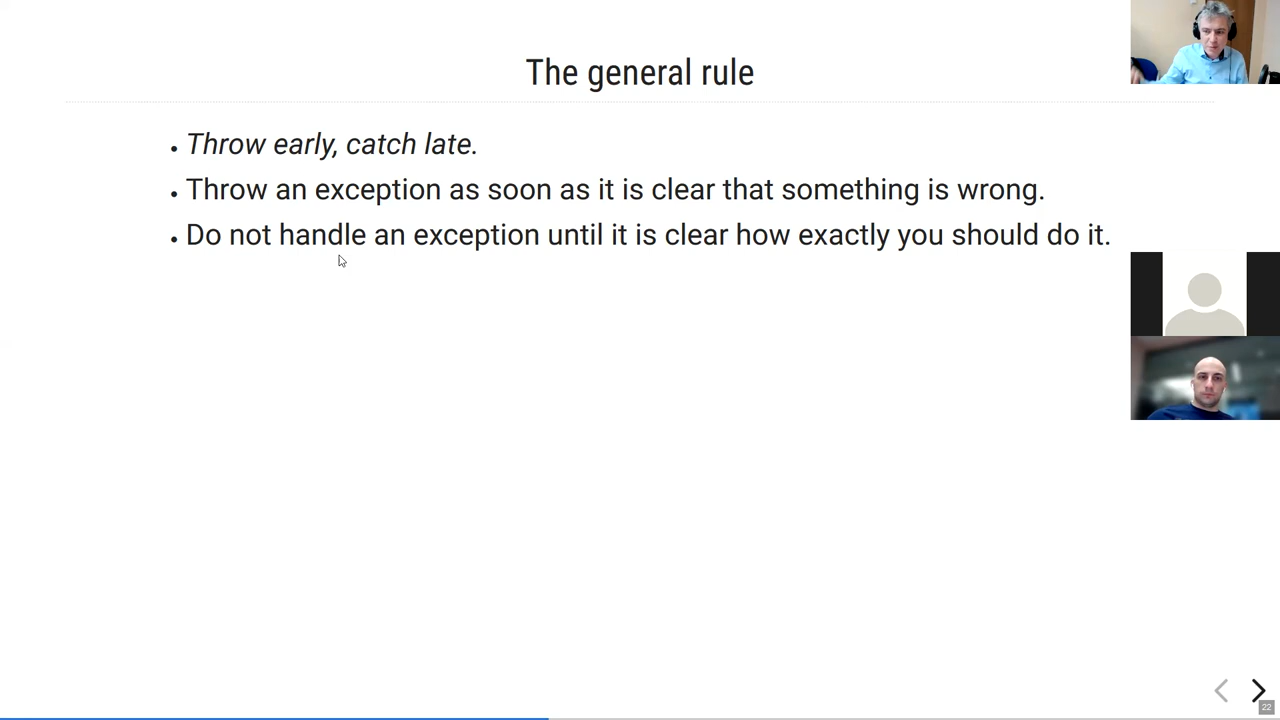 The general rule
• Throw early, catch late.
• Throw an exception as soon as it is clear that something is wrong.
• Do not handle an exception until it is clear how exactly you should do it.
22